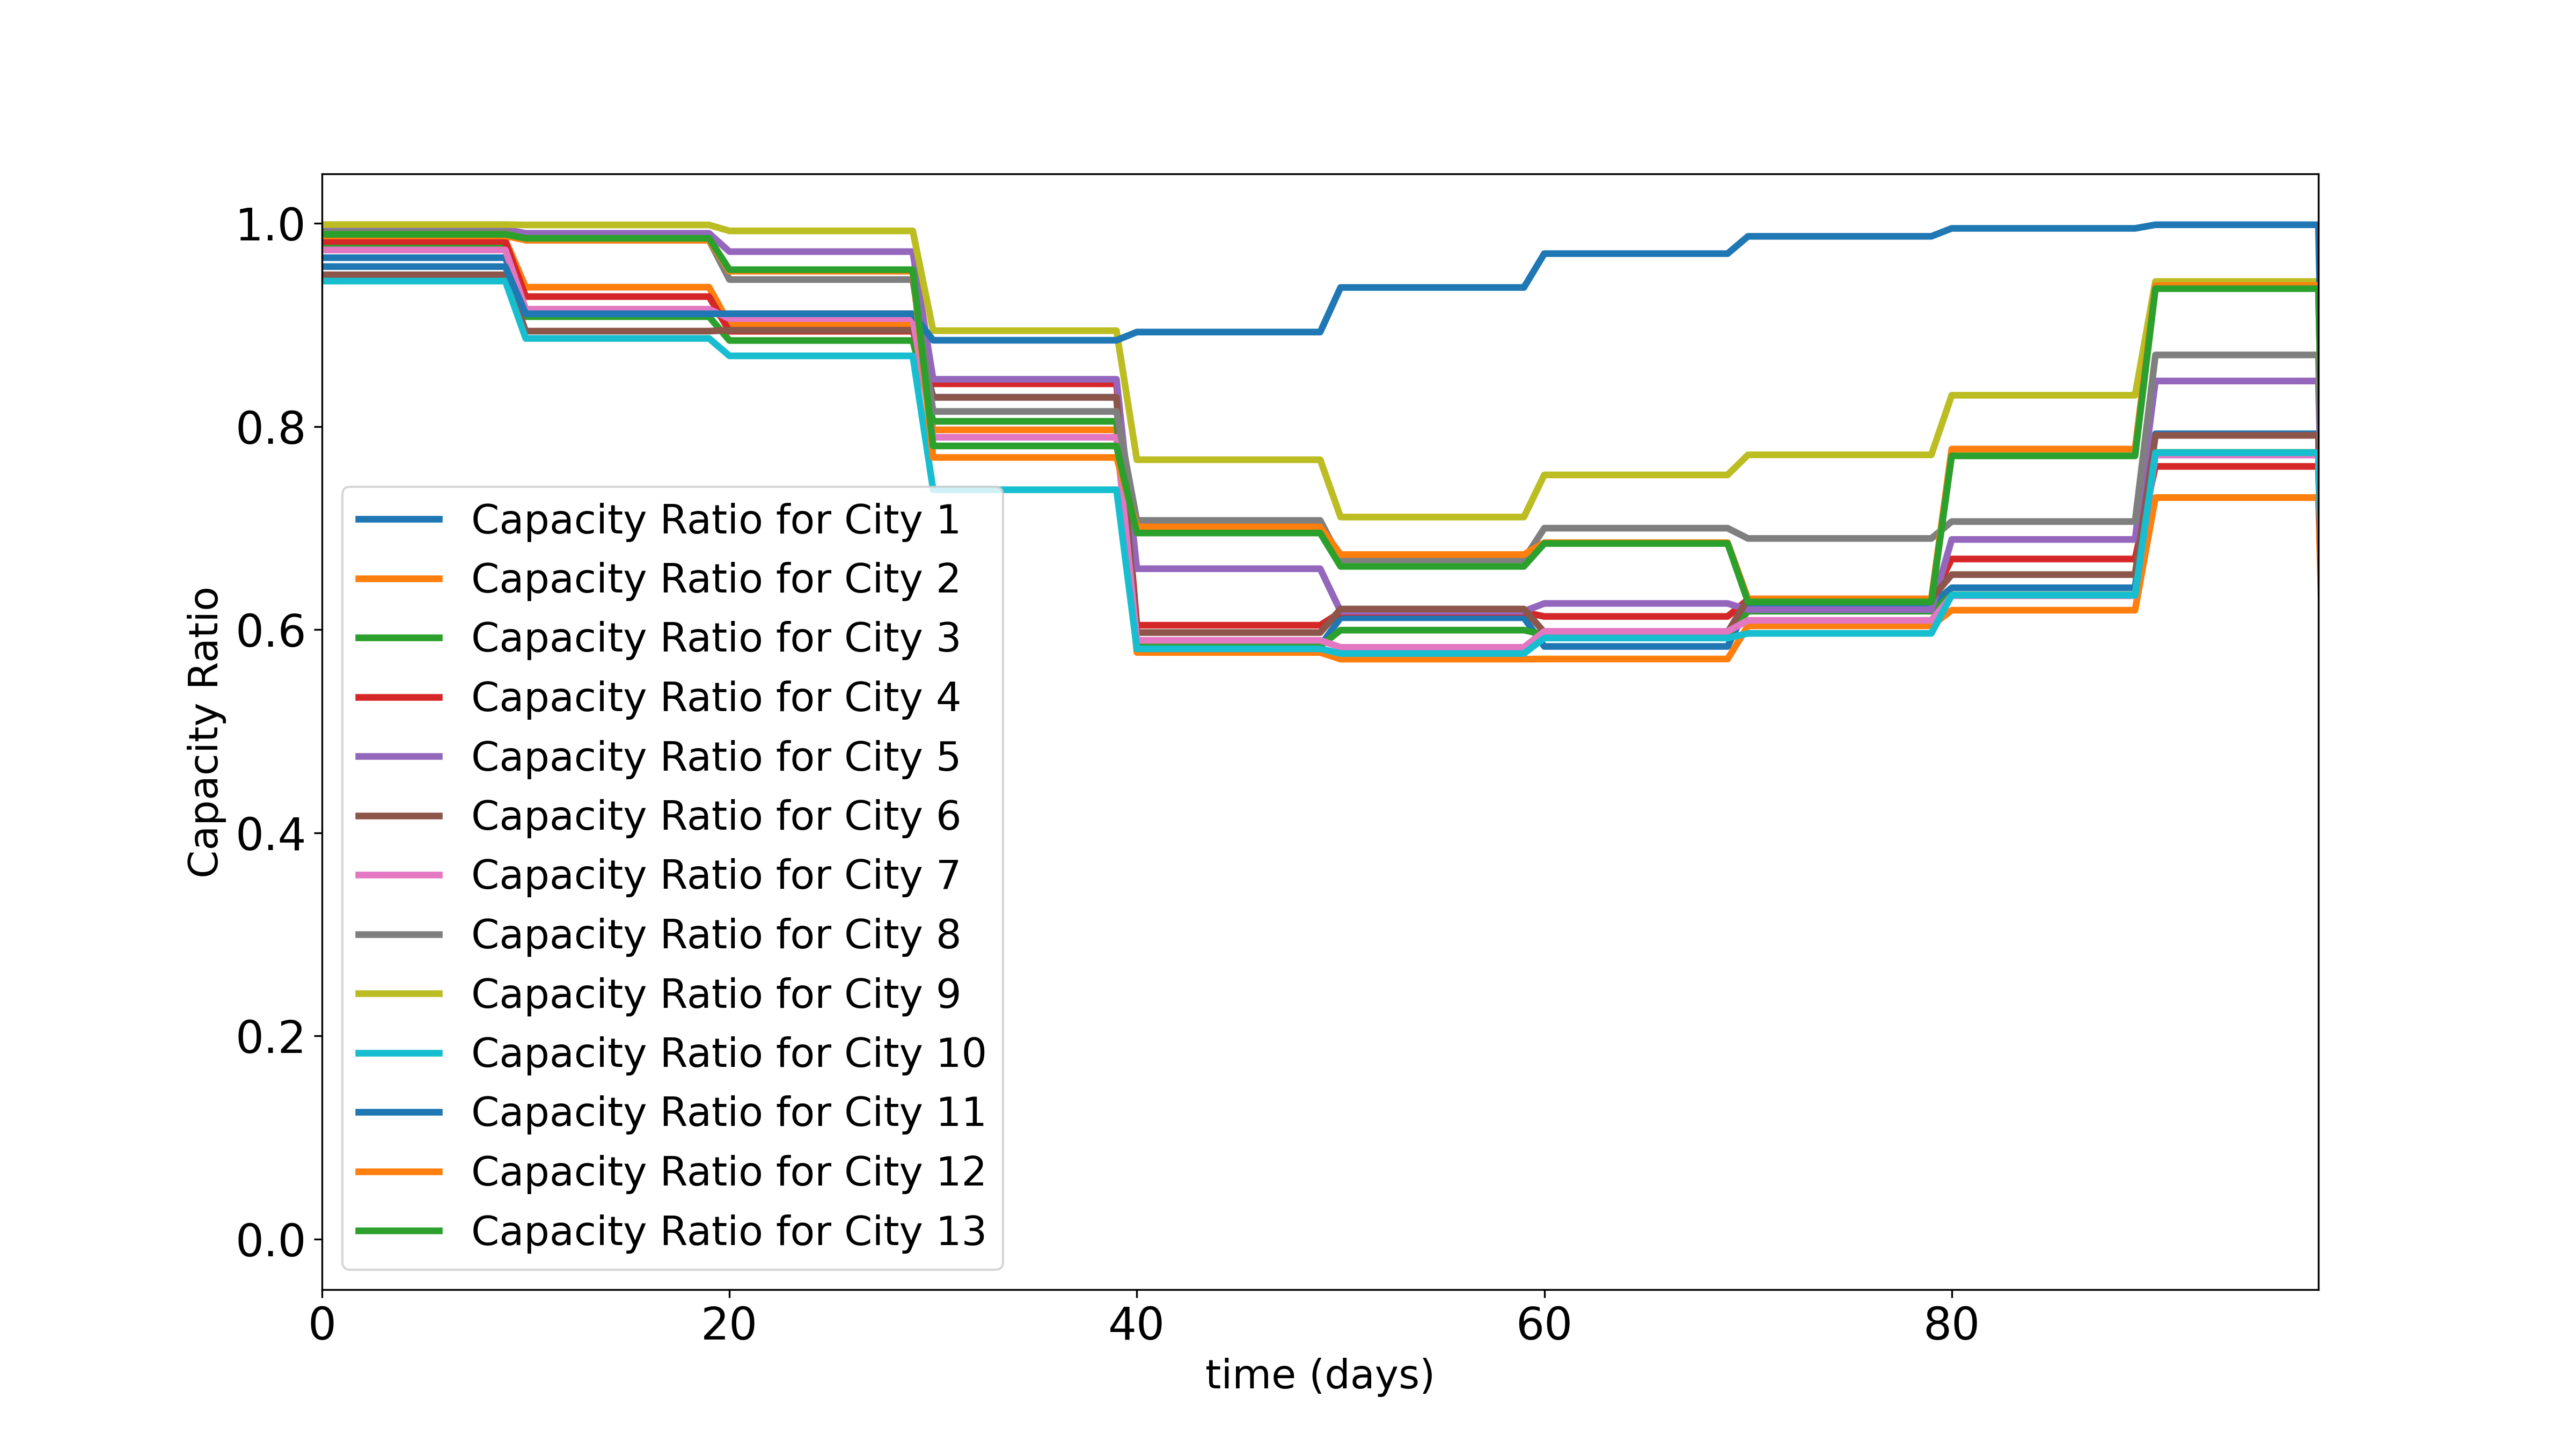 1.0
0.8
0.6
0.4
0.2
0.0
Capacity Ratio
Capacity Ratio for City 1
Capacity Ratio for City 2
Capacity Ratio for City 3
Capacity Ratio for City 4
Capacity Ratio for City 5
Capacity Ratio for City 6
Capacity Ratio for City 7
Capacity Ratio for City 8
Capacity Ratio for City 9
Capacity Ratio for City 10
Capacity Ratio for City 11
Capacity Ratio for City 12
Capacity Ratio for City 13
0 20 40 60 80
time (days)